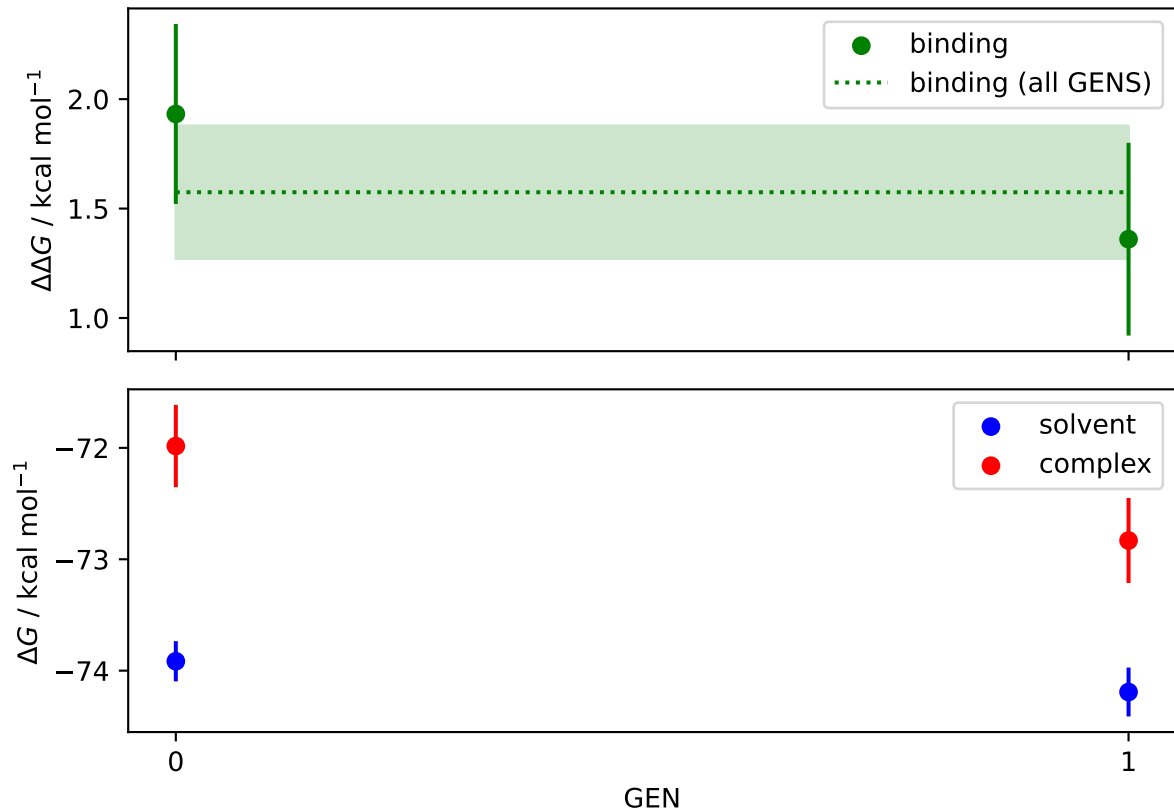 2.0
1.5
1.0
ΔΔG / kcal mol⁻¹
binding
binding (all GENS)
−72
−73
−74
ΔG / kcal mol⁻¹
solvent
complex
0
1
GEN